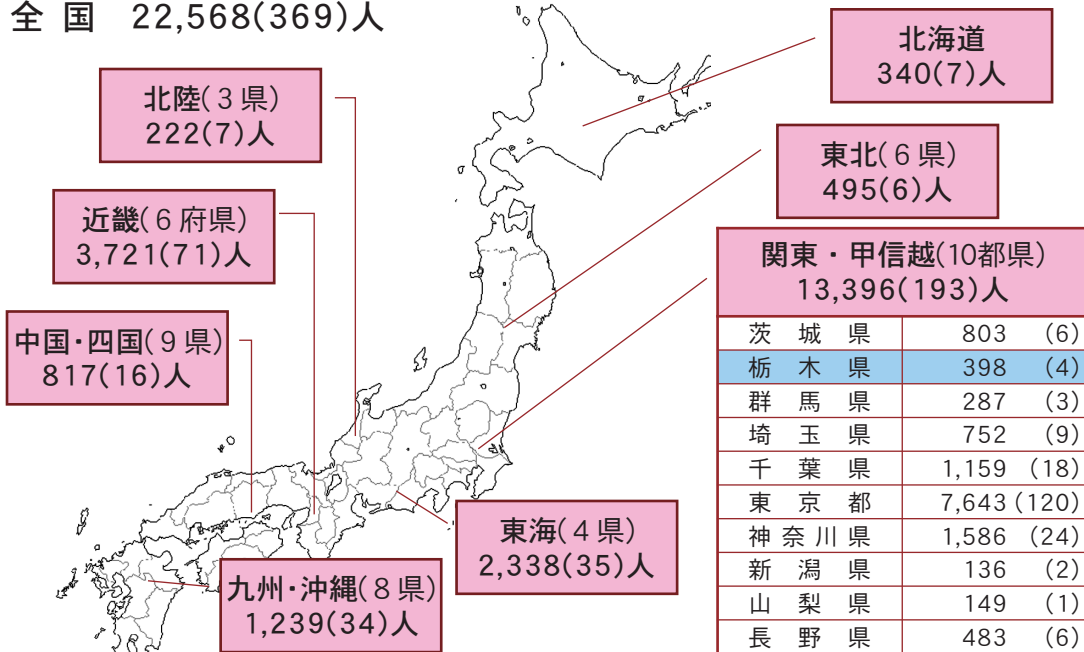 全国 22,568(369)人
北海道
340(7)人
北陸(3県)
222(7)人
東北(6県)
495(6)人
近畿(6府県)
3,721(71)人
関東・甲信越(10都県)
13,396(193)人
中国・四国(9県)
817(16)人
茨城県 803 (6)
栃木県 398 (4)
群馬県 287 (3)
埼玉県 752 (9)
千葉県 1,159 (18)
東京都 7,643 (120)
神奈川県 1,586 (24)
新潟県 136 (2)
山梨県 149 (1)
長野県 483 (6)
東海(4県)
2,338(35)人
九州・沖縄(8県)
1,239(34)人